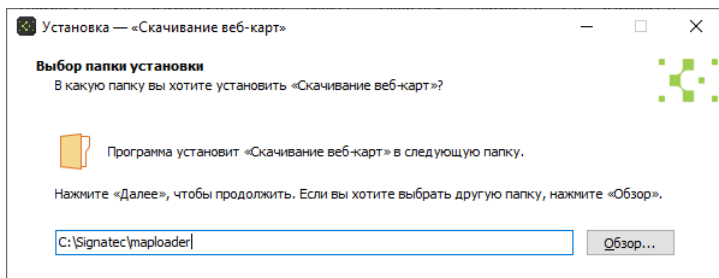 Установка — «Скачивание веб-карт»
Выбор папки установки
В какую папку вы хотите установить «Скачивание веб-карт»?
Программа установит «Скачивание веб-карт» в следующую папку.
Нажмите «Далее», чтобы продолжить. Если вы хотите выбрать другую папку, нажмите «Обзор».
C:\Signatec\maploader
Обзор...